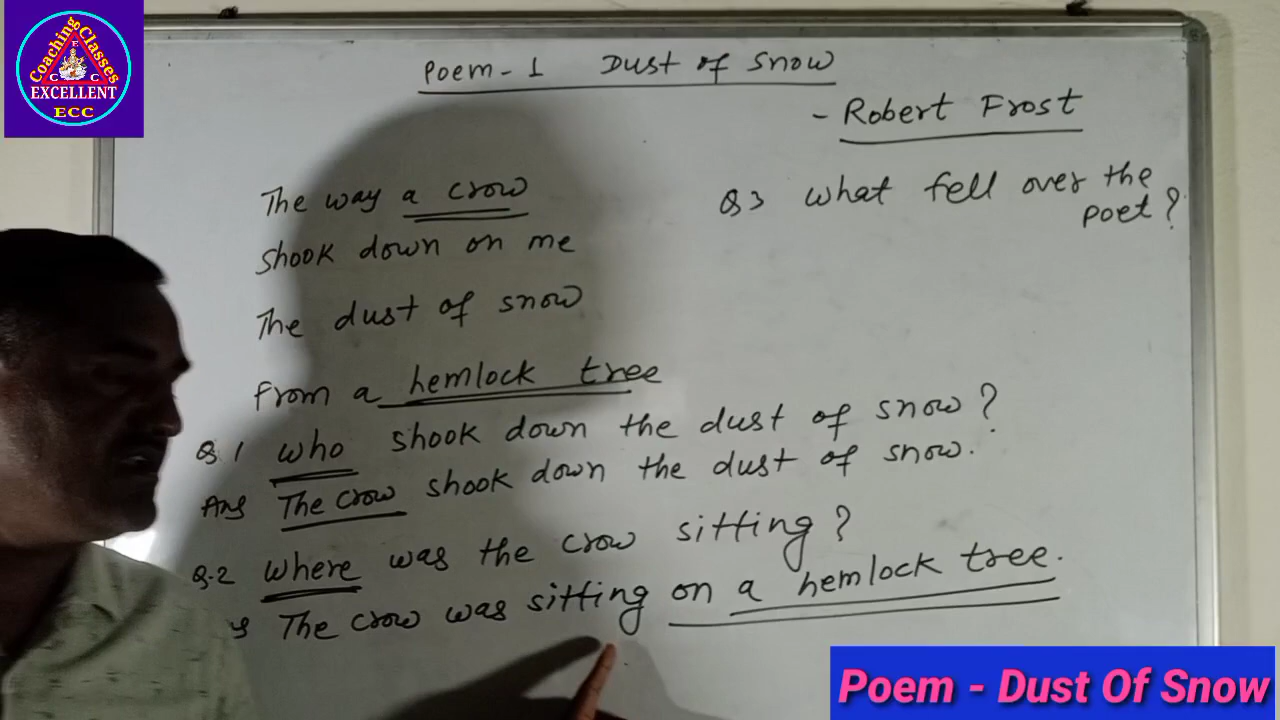 Coaching Classes
E
C C
EXCELLENT
ECC
Poem - 1 Dust of Snow
- Robert Frost
The way a crow
Shook down on me
The dust of snow
From a hemlock tree
Q 3 What fell over the
poet?
Q 1 Who shook down the dust of snow?
Ans The crow shook down the dust of snow.
Q.2 Where was the crow sitting?
s The crow was sitting on a hemlock tree.
Poem - Dust Of Snow